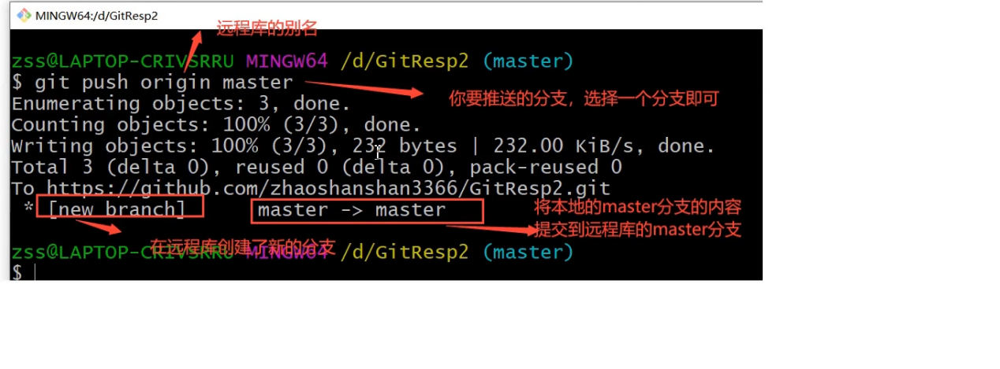 MINGW64:/d/GitResp2
远程库的别名
zss@LAPTOP-CRIVSRRU MINGW64 /d/GitResp2 (master)
$ git push origin master
你要推送的分支，选择一个分支即可
Enumerating objects: 3, done.
Counting objects: 100% (3/3), done.
Writing objects: 100% (3/3), 232 bytes | 232.00 KiB/s, done.
Total 3 (delta 0), reused 0 (delta 0), pack-reused 0
To https://github.com/zhaoshanshan3366/GitResp2.git
* [new branch] master -> master
将本地的master分支的内容
提交到远程库的master分支
在远程库创建了新的分支
zss@LAPTOP-CRIVSRRU MINGW64 /d/GitResp2 (master)
$